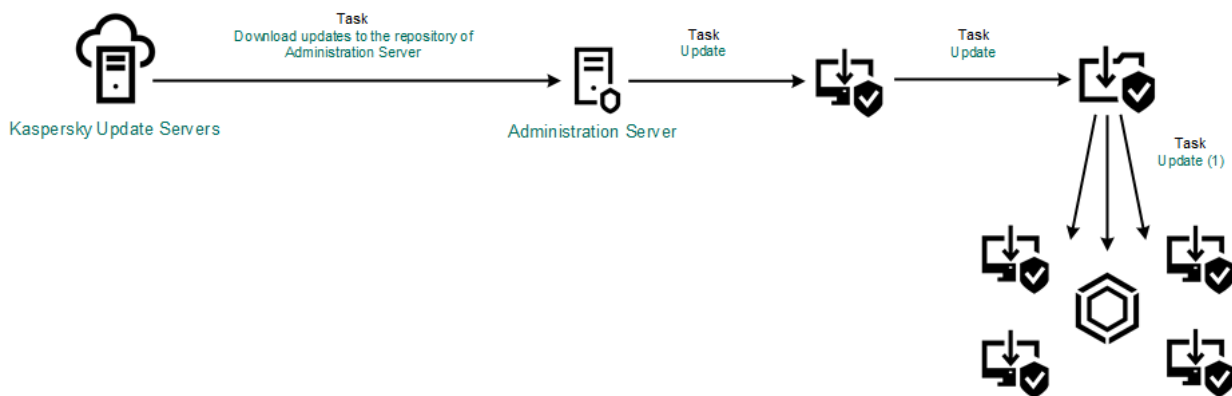 Task
Download updates to the repository of
Administration Server
Task
Update
Task
Update
Kaspersky Update Servers
Administration Server
Task
Update (1)